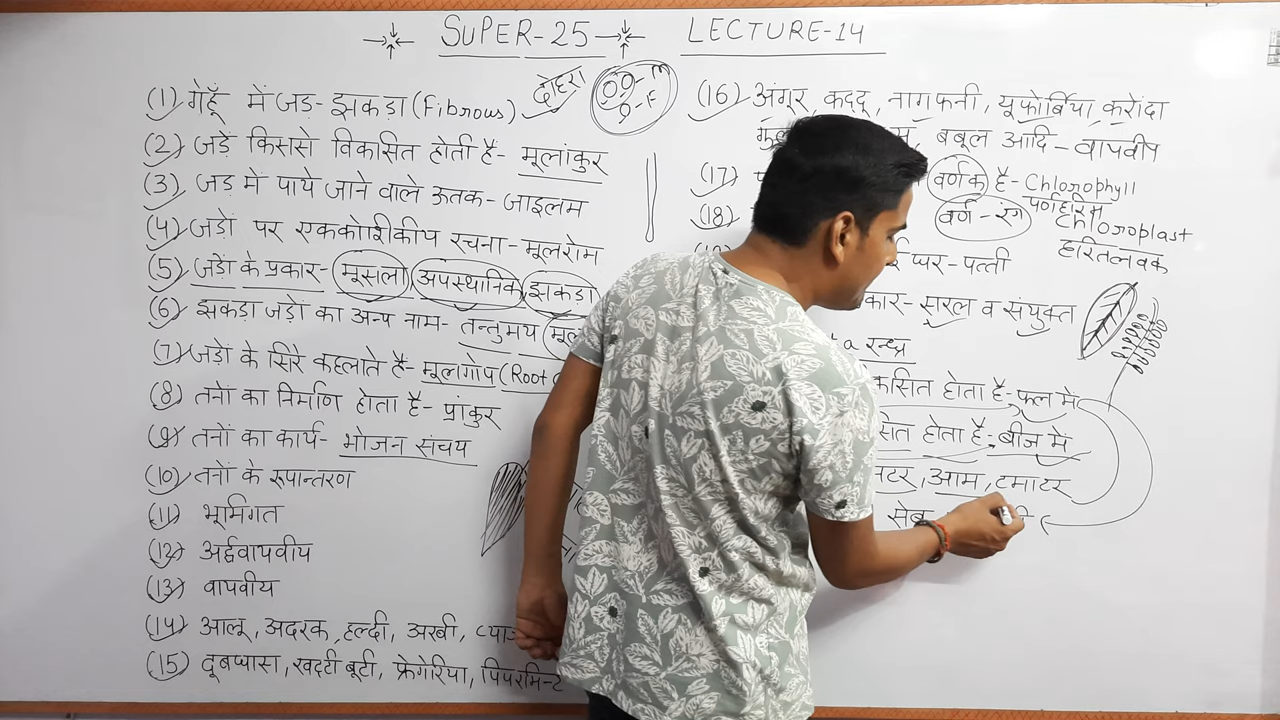 SUPER-25 LECTURE-14
(1) गेहूँ में जड़-झकड़ा (Fibrous) दोहरा
(2) जड़ें किससे विकसित होती है- मूलांकुर
(3) जड़ में पाये जाने वाले ऊतक- जाइलम
(4) जड़ों पर एककोशिकीय रचना-मूलरोम
(5) जड़ों के प्रकार- मूसला अपस्थानिक झकड़ा
(6) झकड़ा जड़ों का अन्य नाम- तन्तुमय
(7) जड़ों के सिरे कहलाते है- मूलगोप (Root
(8) तनों का निर्माण होता है- प्रांकुर
(9) तनों का कार्य- भोजन संचय
(10) तनों के रूपान्तरण
(11) भूमिगत
(12) अर्द्धवायवीय
(13) वायवीय
(14) आलू, अदरक, हल्दी, अरबी,
(15) दूबघासा, खट्टी बूटी, फ्रेगेरिया, पिपरमिन्ट
(16) अंगूर, कद्दू, नागफनी, यूफोर्बिया, करोंदा
बबूल आदि- वायवीय
(17) वर्णक है- Chlorophyll
पर्णहरिम
(18) वर्ण - रंग Chloroplast
हरितलवक
प्पर- पत्ती
सरल व संयुक्त
रन्ध्र
होता है- फल में
होता है- बीज में
आम, टमाटर
सेब